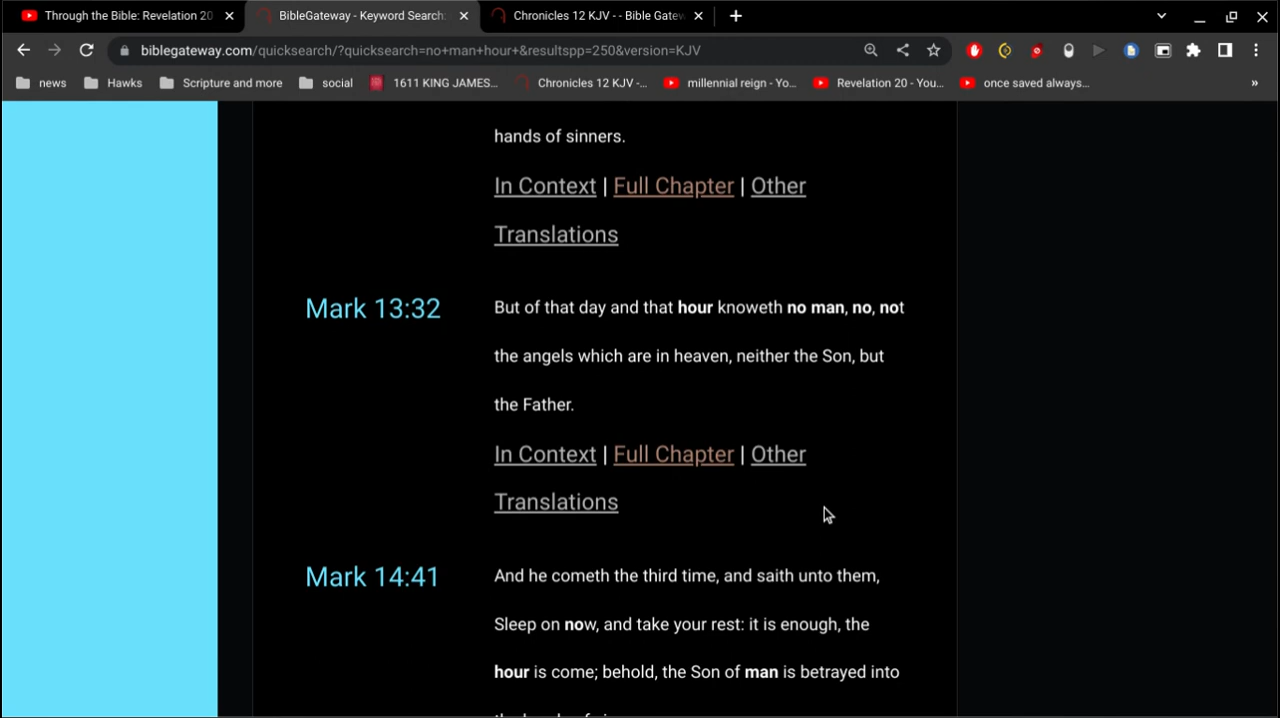 Through the Bible: Revelation 20
BibleGateway - Keyword Search:
Chronicles 12 KJV - - Bible Gatew
biblegateway.com/quicksearch/?quicksearch=no+man+hour+&resultspp=250&version=KJV
news
Hawks
Scripture and more
social
1611 KING JAMES...
Chronicles 12 KJV -...
millennial reign - Yo...
Revelation 20 - You...
once saved always...
»
hands of sinners.
In Context | Full Chapter | Other
Translations
Mark 13:32
But of that day and that hour knoweth no man, no, not
the angels which are in heaven, neither the Son, but
the Father.
In Context | Full Chapter | Other
Translations
Mark 14:41
And he cometh the third time, and saith unto them,
Sleep on now, and take your rest: it is enough, the
hour is come; behold, the Son of man is betrayed into